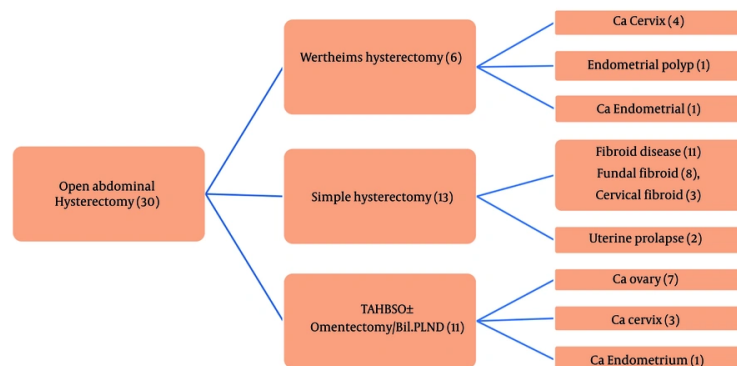 Open abdominal
Hysterectomy (30)
Wertheims hysterectomy (6)
Ca Cervix (4)
Endometrial polyp (1)
Ca Endometrial (1)
Simple hysterectomy (13)
Fibroid disease (11)
Fundal fibroid (8),
Cervical fibroid (3)
Uterine prolapse (2)
TAHBSO±
Omentectomy/Bil.PLND (11)
Ca ovary (7)
Ca cervix (3)
Ca Endometrium (1)